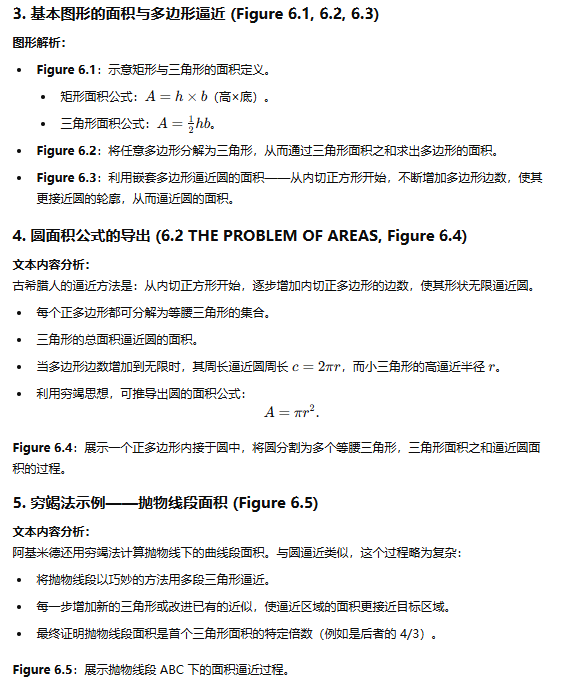 3. 基本图形的面积与多边形逼近 (Figure 6.1, 6.2, 6.3)
图形解析：
• Figure 6.1：示意矩形与三角形的面积定义。
• 矩形面积公式：A = h × b（高×底）。
• 三角形面积公式：A = ½hb。
• Figure 6.2：将任意多边形分解为三角形，从而通过三角形面积之和求出多边形的面积。
• Figure 6.3：利用嵌套多边形逼近圆的面积——从内切正方形开始，不断增加多边形边数，使其
更接近圆的轮廓，从而逼近圆的面积。
4. 圆面积公式的导出 (6.2 THE PROBLEM OF AREAS, Figure 6.4)
文本内容分析：
古希腊人的逼近方法是：从内切正方形开始，逐步增加内切正多边形的边数，使其形状无限逼近圆。
• 每个正多边形都可分解为等腰三角形的集合。
• 三角形的总面积逼近圆的面积。
• 当多边形边数增加到无限时，其周长逼近圆周长 c = 2πr，而小三角形的高逼近半径 r。
• 利用穷竭思想，可推导出圆的面积公式：
A = πr².
Figure 6.4：展示一个正多边形内接于圆中，将圆分割为多个等腰三角形，三角形面积之和逼近圆面
积的过程。
5. 穷竭法示例——抛物线段面积 (Figure 6.5)
文本内容分析：
阿基米德还用穷竭法计算抛物线下的曲线段面积。与圆逼近类似，这个过程略为复杂：
• 将抛物线段以巧妙的方法用多段三角形逼近。
• 每一步增加新的三角形或改进已有的近似，使逼近区域的面积更接近目标区域。
• 最终证明抛物线段面积是首个三角形面积的特定倍数（例如是后者的 4/3）。
Figure 6.5：展示抛物线段 ABC 下的面积逼近过程。